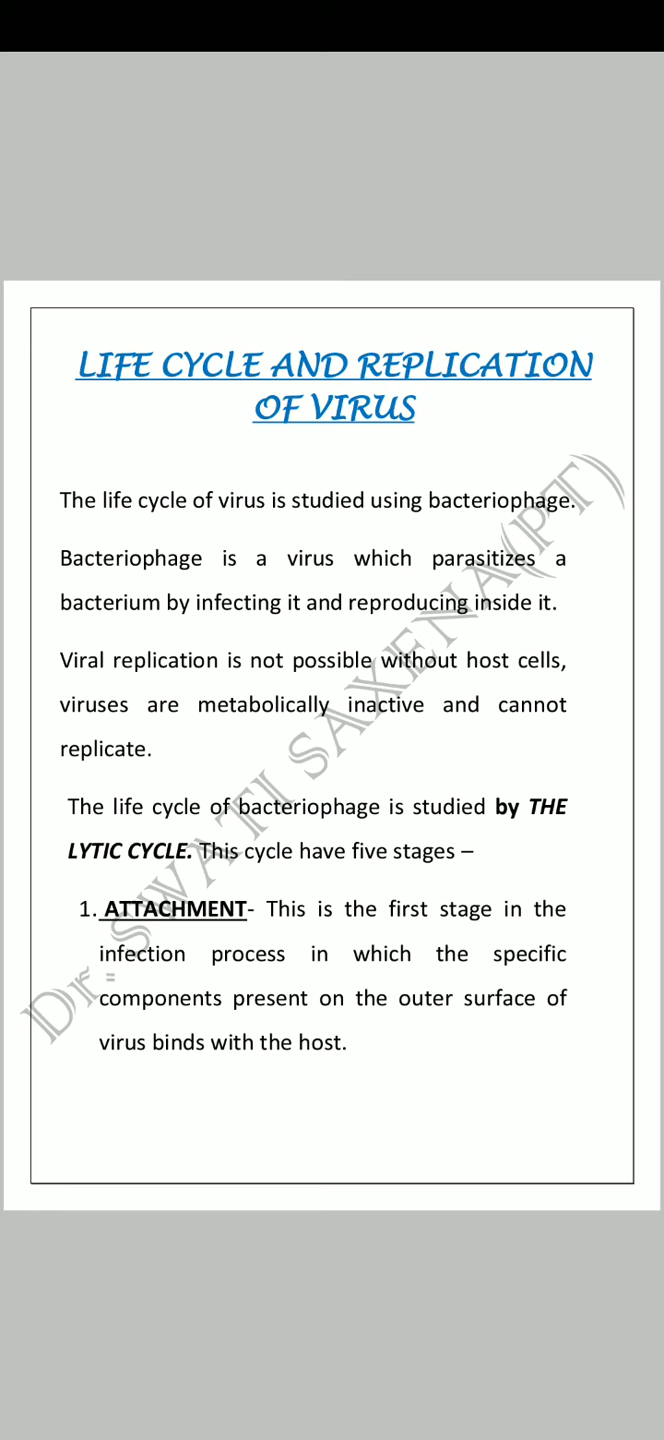 LIFE CYCLE AND REPLICATION
OF VIRUS
The life cycle of virus is studied using bacteriophage.
Bacteriophage is a virus which parasitizes a
bacterium by infecting it and reproducing inside it.
Viral replication is not possible without host cells,
viruses are metabolically inactive and cannot
replicate.
The life cycle of bacteriophage is studied by THE
LYTIC CYCLE. This cycle have five stages –
1. ATTACHMENT- This is the first stage in the
infection process in which the specific
components present on the outer surface of
virus binds with the host.
Dr. SWATI SAXENA(PT)